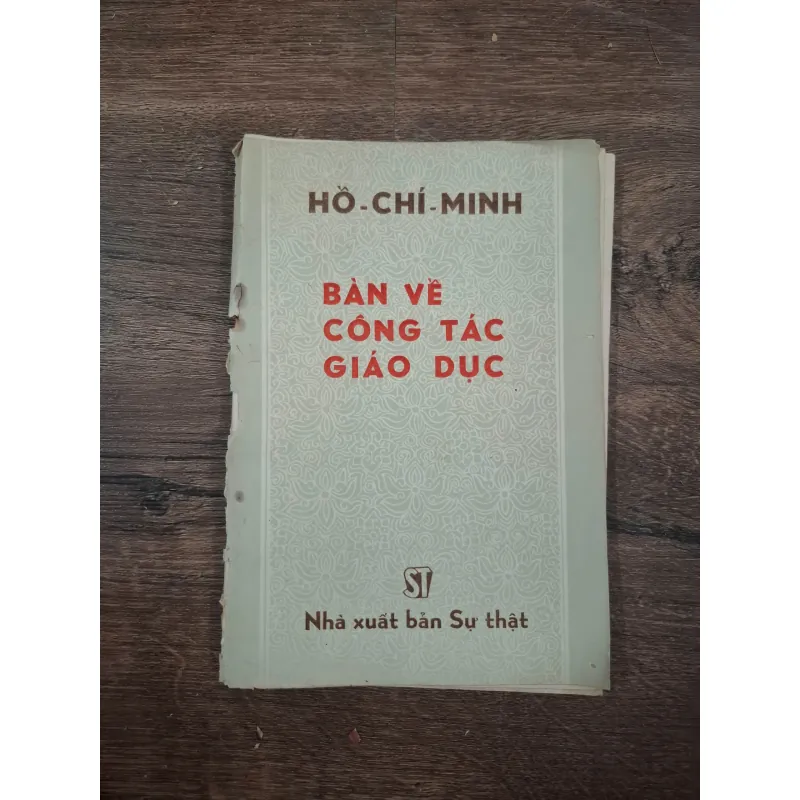 HỒ-CHÍ-MINH
BÀN VỀ
CÔNG TÁC
GIÁO DỤC
ST
Nhà xuất bản Sự thật